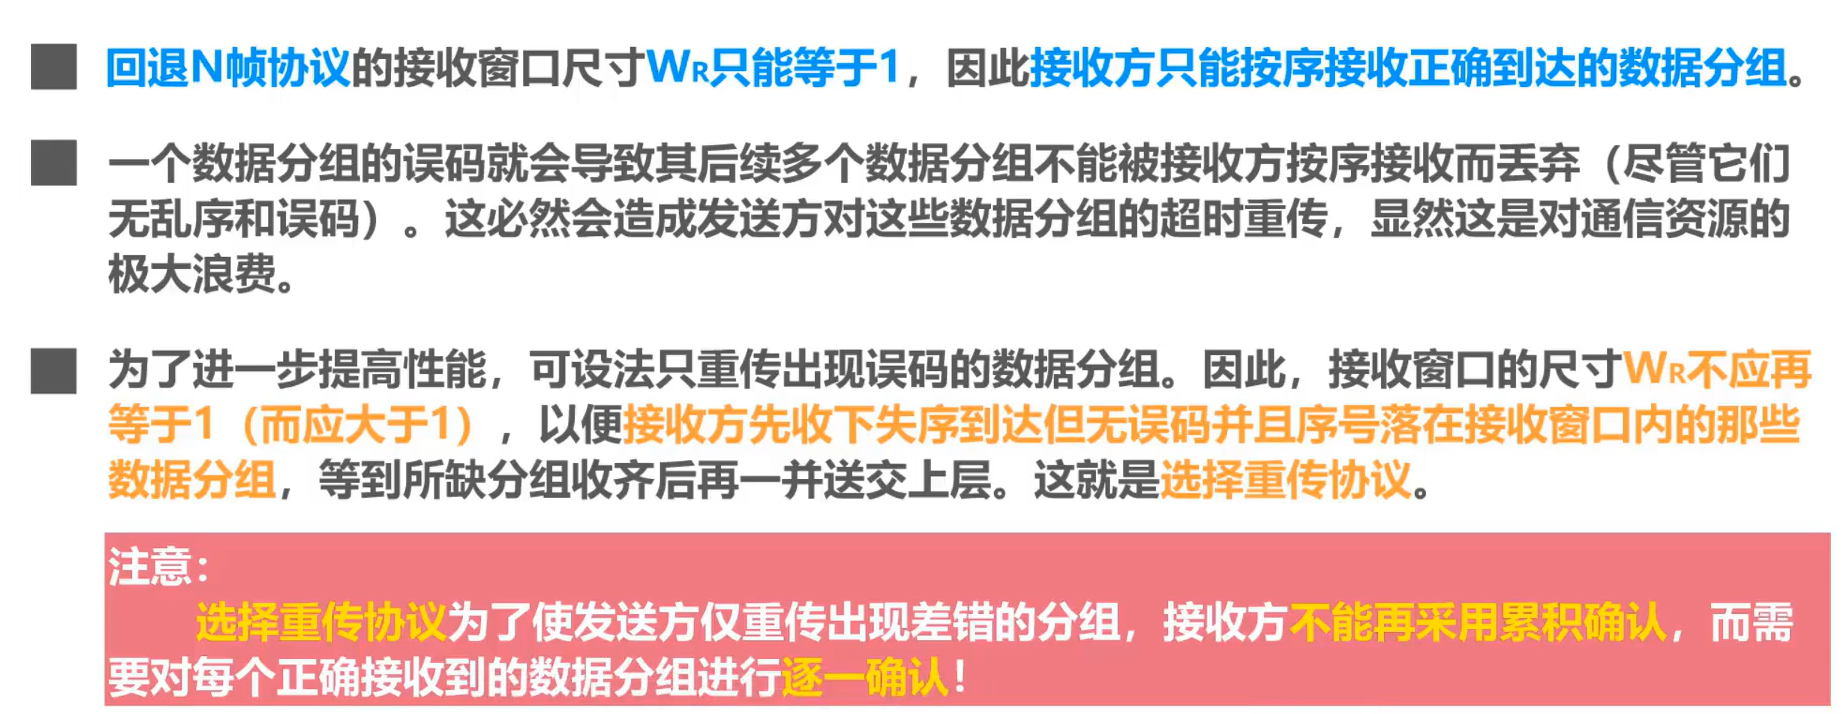 回退N帧协议的接收窗口尺寸WR只能等于1，因此接收方只能按序接收正确到达的数据分组。
一个数据分组的误码就会导致其后续多个数据分组不能被接收方按序接收而丢弃（尽管它们
无乱序和误码）。这必然会造成发送方对这些数据分组的超时重传，显然这是对通信资源的
极大浪费。
为了进一步提高性能，可设法只重传出现误码的数据分组。因此，接收窗口的尺寸WR不应再
等于1（而应大于1），以便接收方先收下失序到达但无误码并且序号落在接收窗口内的那些
数据分组，等到所缺分组收齐后再一并送交上层。这就是选择重传协议。
注意：
选择重传协议为了使发送方仅重传出现差错的分组，接收方不能再采用累积确认，而需
要对每个正确接收到的数据分组进行逐一确认！